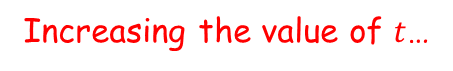 Increasing the value of t…